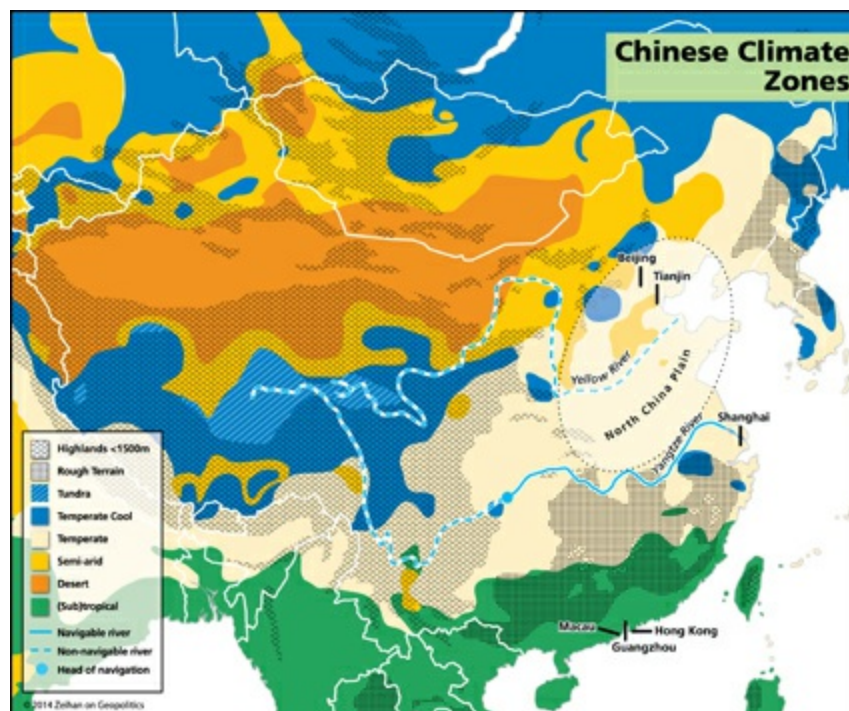 Chinese Climate
Zones
Beijing
Tianjin
Yellow River
North China Plain
Shanghai
Yangtze River
Highlands <1500m
Rough Terrain
Tundra
Temperate Cool
Temperate
Semi-arid
Desert
(Sub)tropical
Navigable river
Non-navigable river
Head of navigation
Macau
Hong Kong
Guangzhou
© 2014 Zeihan on Geopolitics